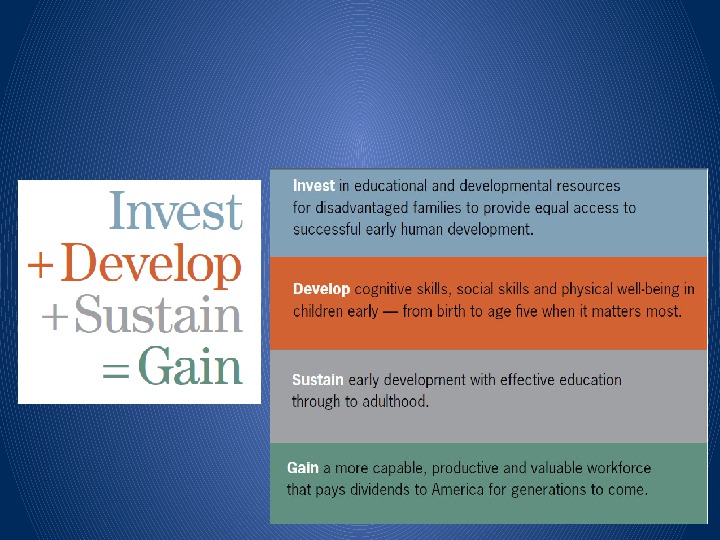 Invest
+Develop
+Sustain
=Gain
Invest in educational and developmental resources
for disadvantaged families to provide equal access to
successful early human development.
Develop cognitive skills, social skills and physical well-being in
children early — from birth to age five when it matters most.
Sustain early development with effective education
through to adulthood.
Gain a more capable, productive and valuable workforce
that pays dividends to America for generations to come.